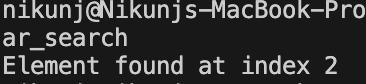 nikunj@Nikunjs-MacBook-Pro
ar_search
Element found at index 2